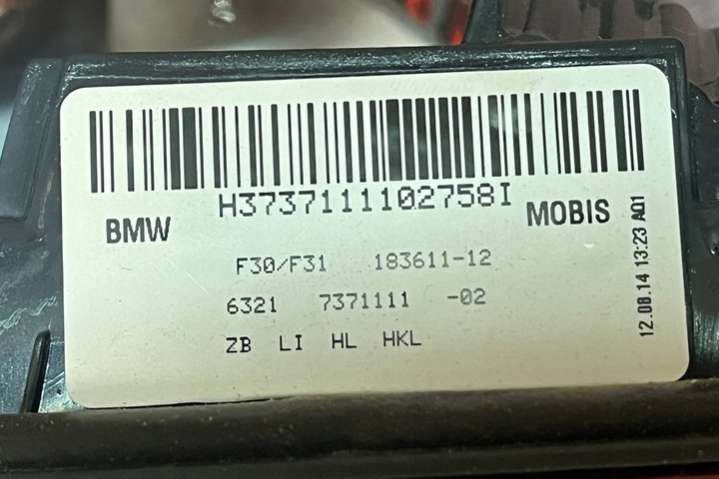 H3737111102758I
BMW
MOBIS
F30/F31 183611-12
6321 7371111 -02
ZB LI HL HKL
12.08.14 13:23 A01